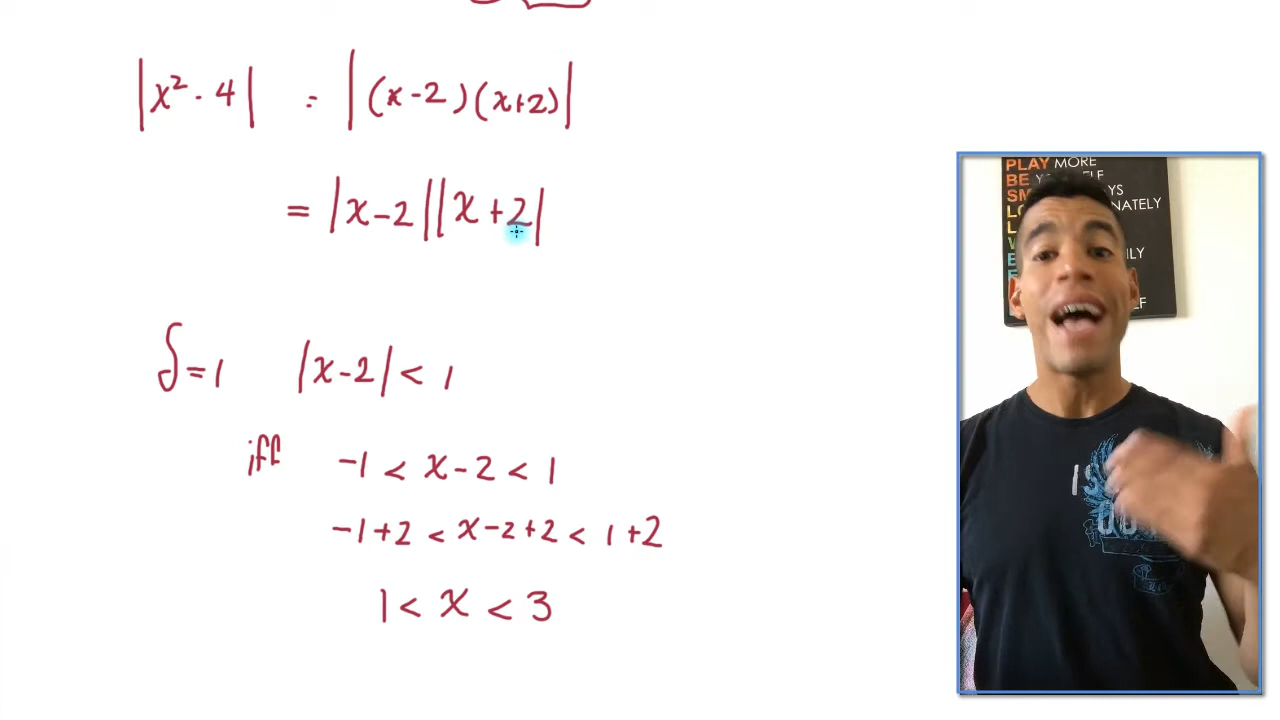 |x² - 4| = |(x-2)(x+2)|
= |x-2||x+2|
δ=1 |x-2| < 1
iff -1 < x-2 < 1
-1+2 < x-2+2 < 1+2
1 < x < 3
PLAY MORE
BE